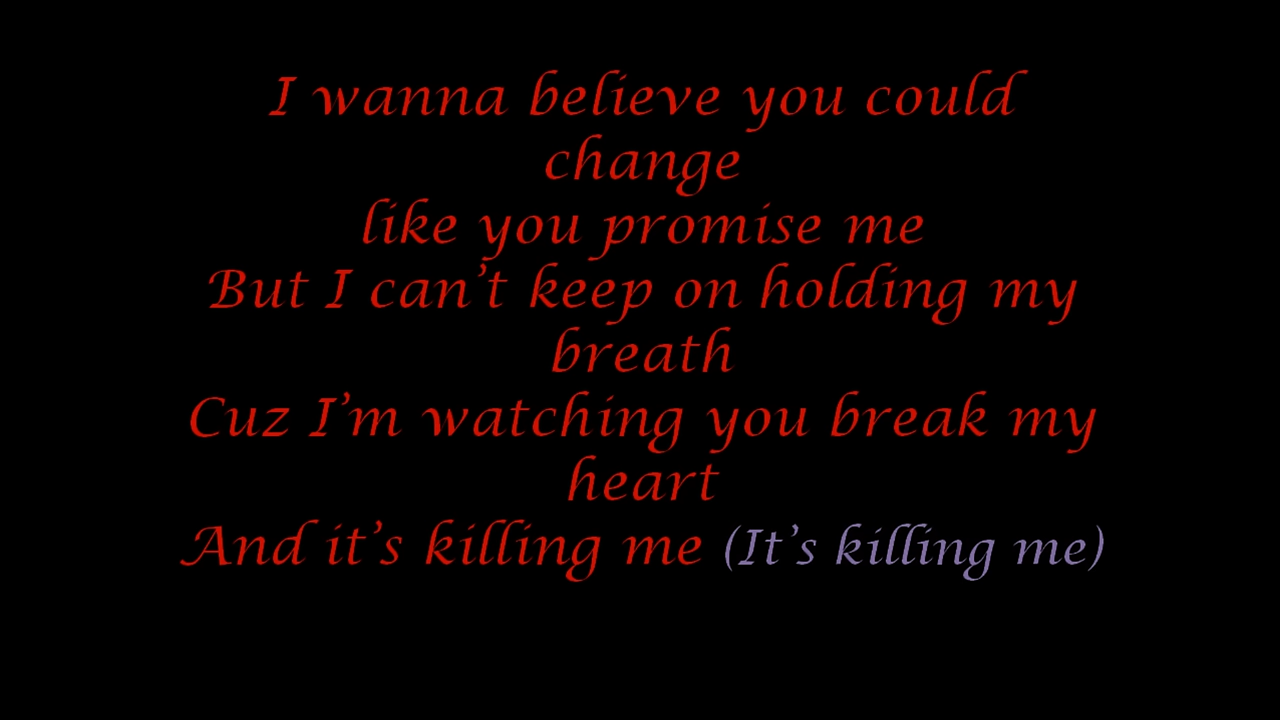 I wanna believe you could
change
like you promise me
But I can’t keep on holding my
breath
Cuz I’m watching you break my
heart
And it’s killing me (It’s killing me)